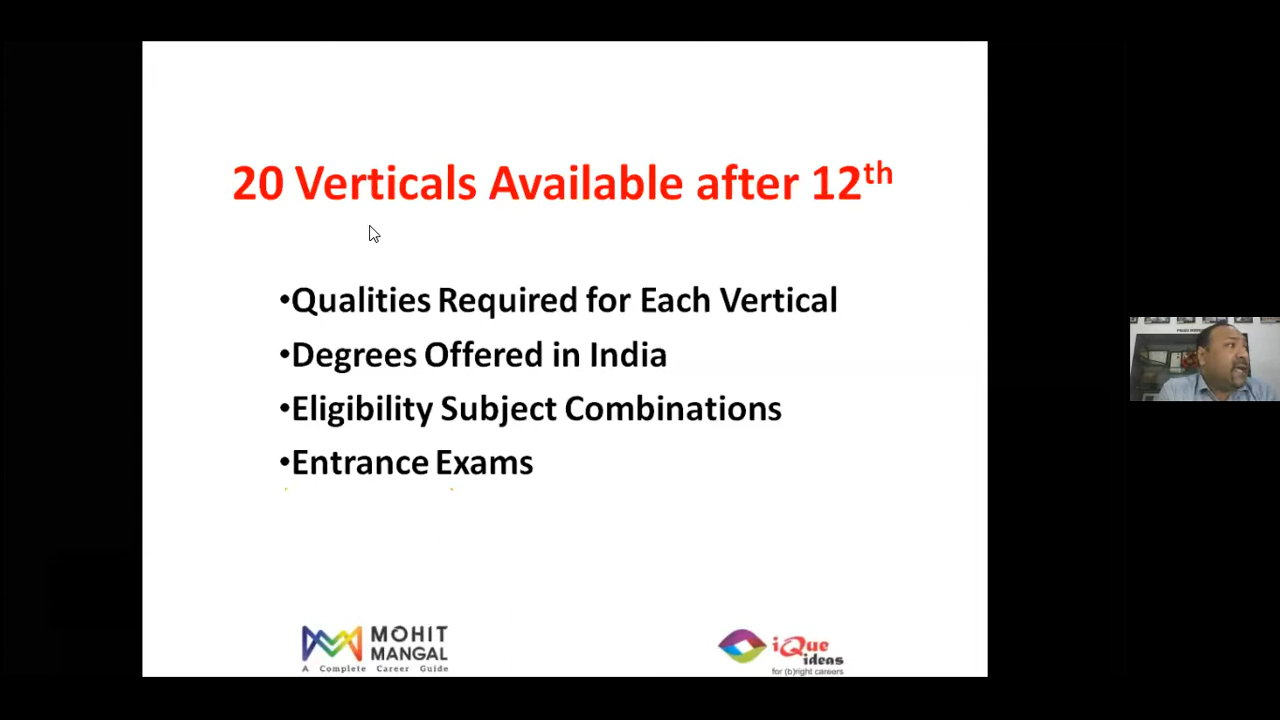 20 Verticals Available after 12th
•Qualities Required for Each Vertical
•Degrees Offered in India
•Eligibility Subject Combinations
•Entrance Exams
MOHIT
MANGAL
A Complete Career Guide
iQue
ideas
for (b)right careers